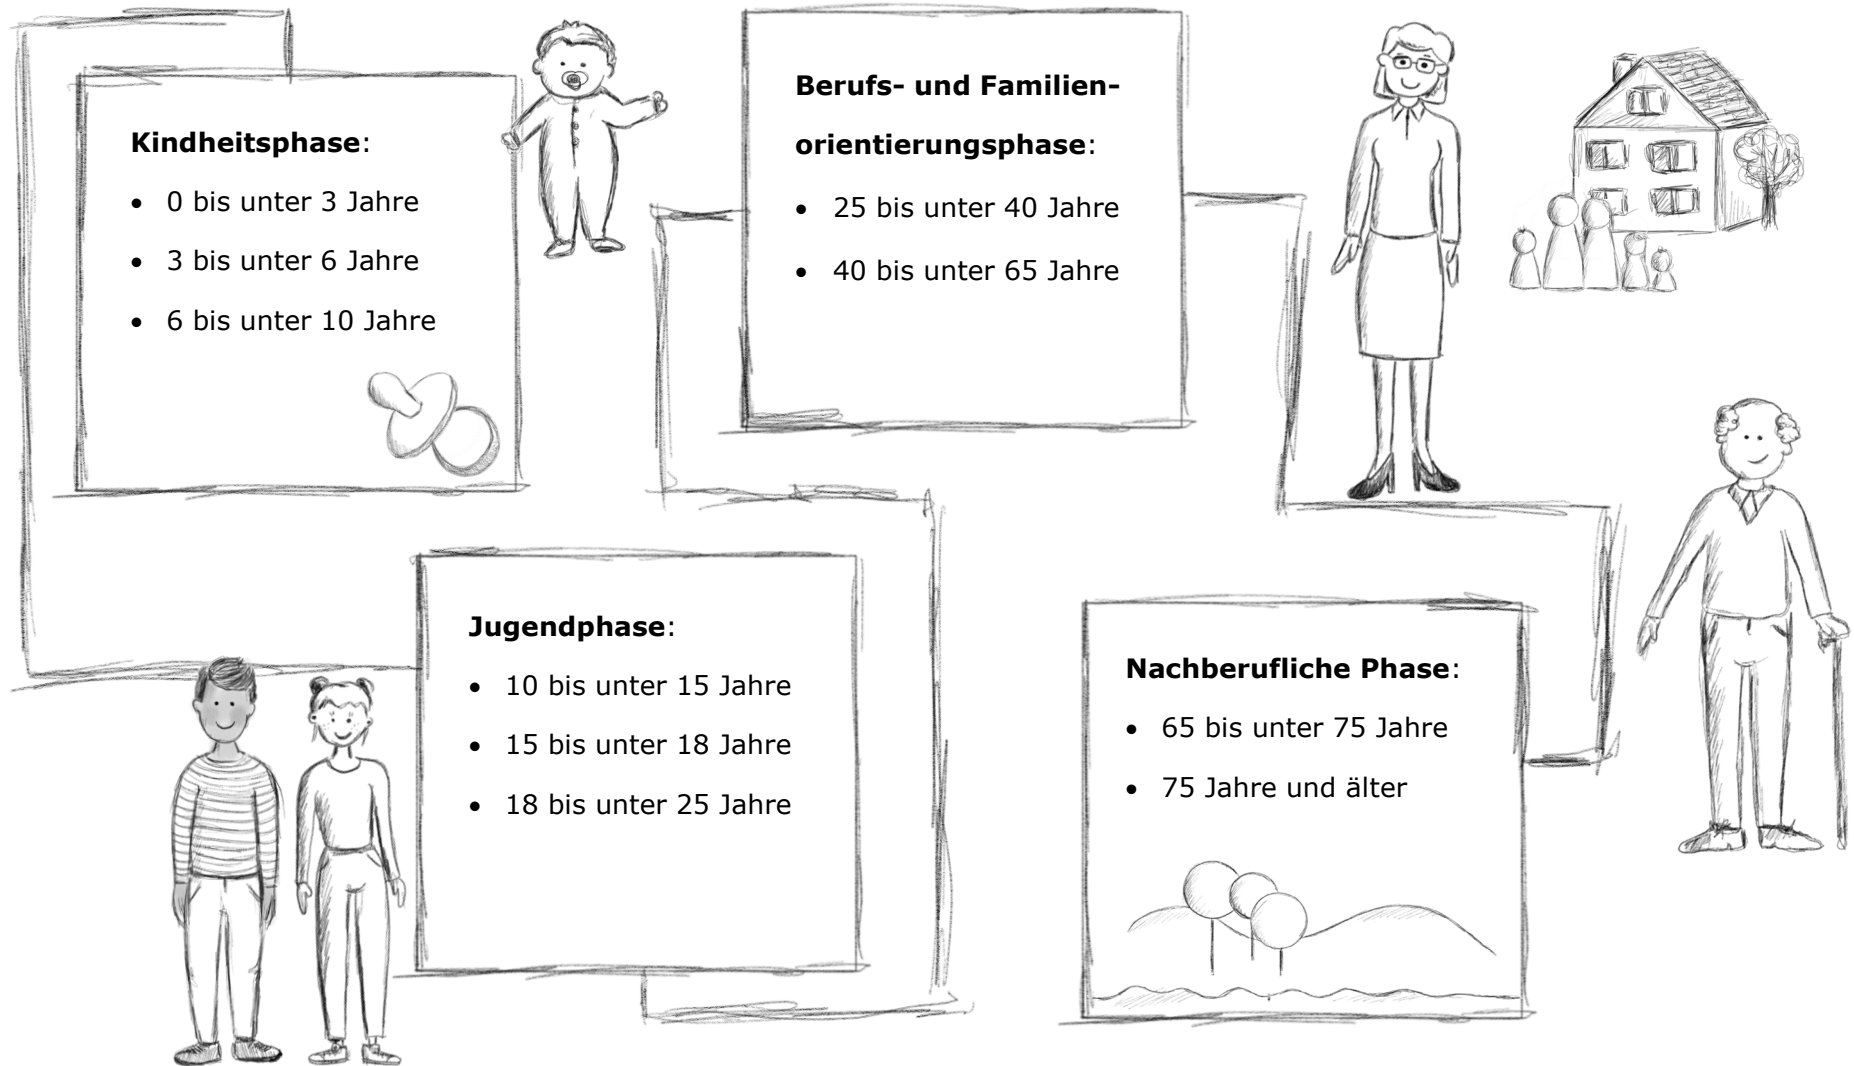 Kindheitsphase:
• 0 bis unter 3 Jahre
• 3 bis unter 6 Jahre
• 6 bis unter 10 Jahre
Jugendphase:
• 10 bis unter 15 Jahre
• 15 bis unter 18 Jahre
• 18 bis unter 25 Jahre
Berufs- und Familien-
orientierungsphase:
• 25 bis unter 40 Jahre
• 40 bis unter 65 Jahre
Nachberufliche Phase:
• 65 bis unter 75 Jahre
• 75 Jahre und älter